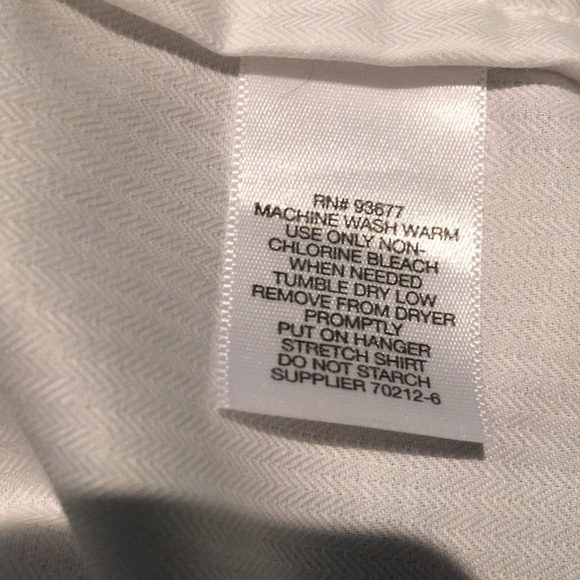 RN# 93677
MACHINE WASH WARM
USE ONLY NON-
CHLORINE BLEACH
WHEN NEEDED
TUMBLE DRY LOW
REMOVE FROM DRYER
PROMPTLY
PUT ON HANGER
STRETCH SHIRT
DO NOT STARCH
SUPPLIER 70212-6